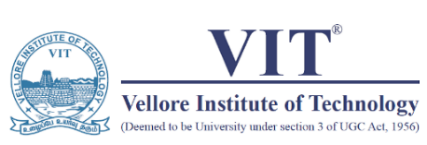 VELLORE INSTITUTE OF TECHNOLOGY
VIT
VIT®
Vellore Institute of Technology
(Deemed to be University under section 3 of UGC Act, 1956)